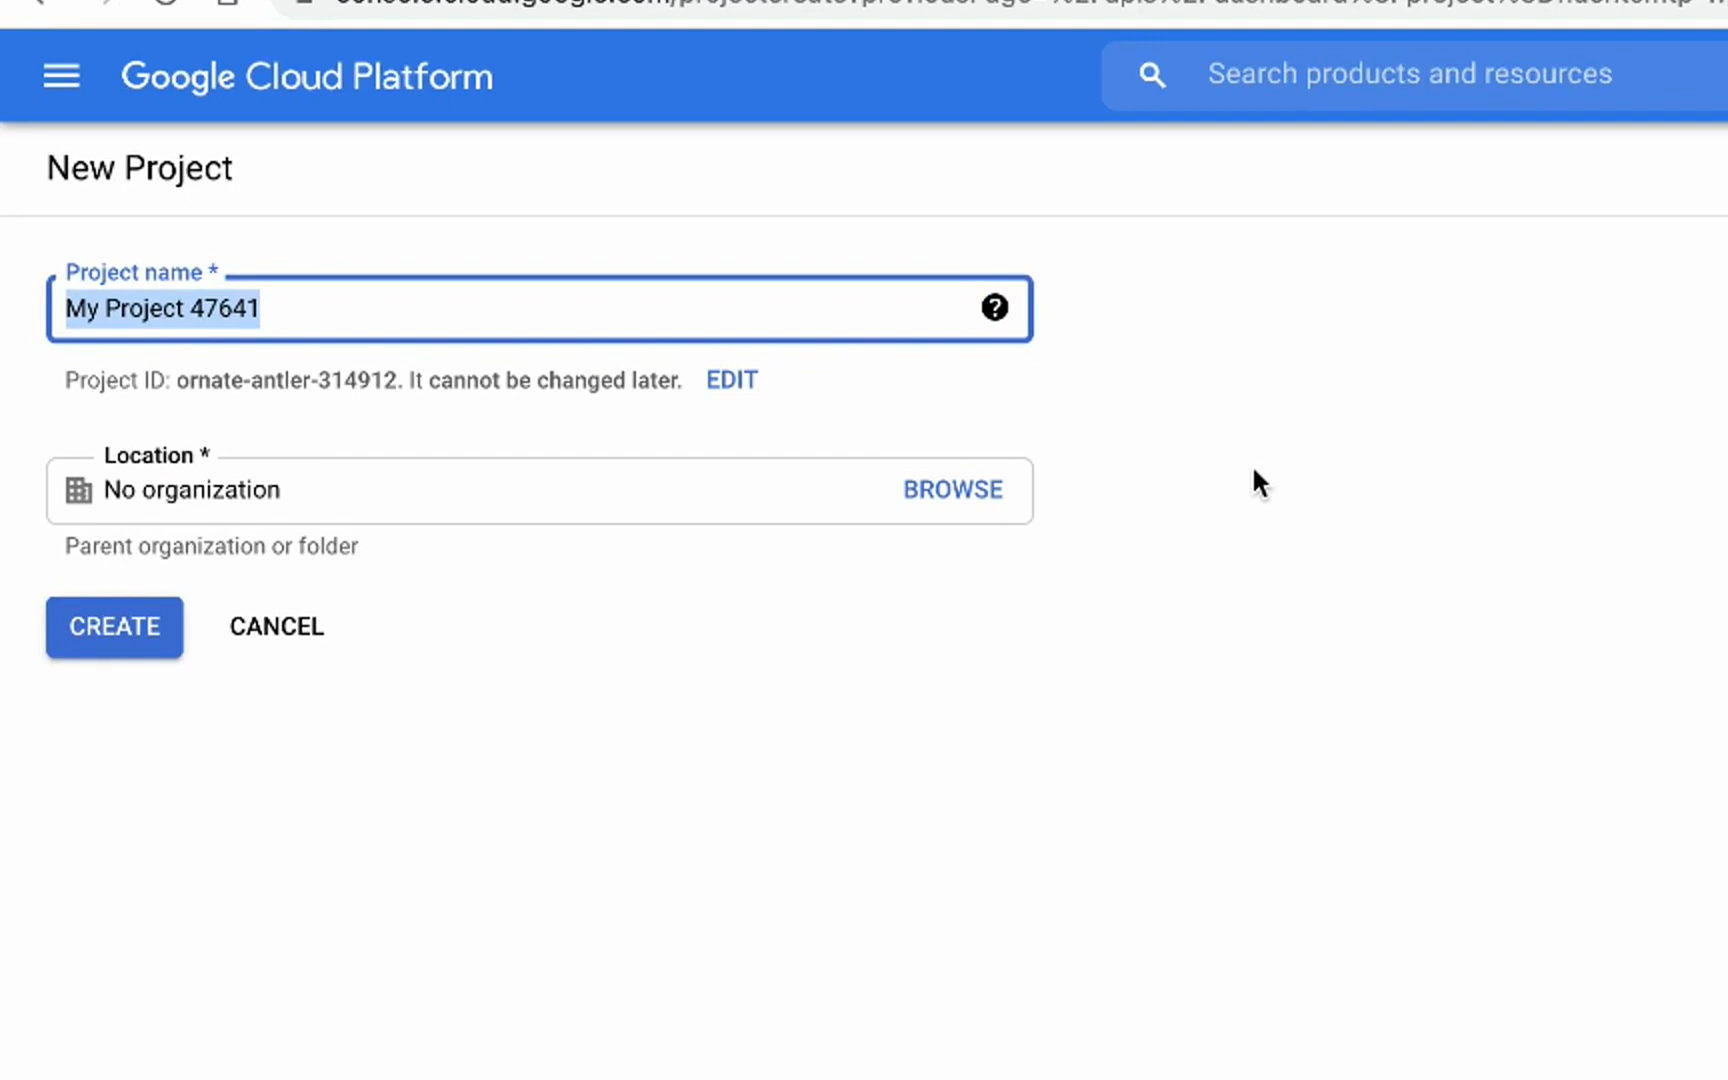 Google Cloud Platform
Search products and resources
New Project
Project name *
My Project 47641
Project ID: ornate-antler-314912. It cannot be changed later. EDIT
Location *
No organization BROWSE
Parent organization or folder
CREATE CANCEL